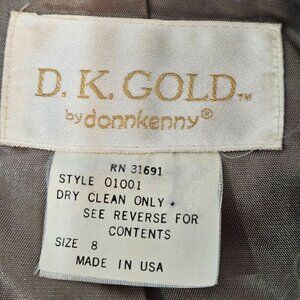 D. K. GOLD™
by donnkenny®
RN 31691
STYLE 01001
DRY CLEAN ONLY .
SEE REVERSE FOR
CONTENTS
SIZE 8
MADE IN USA